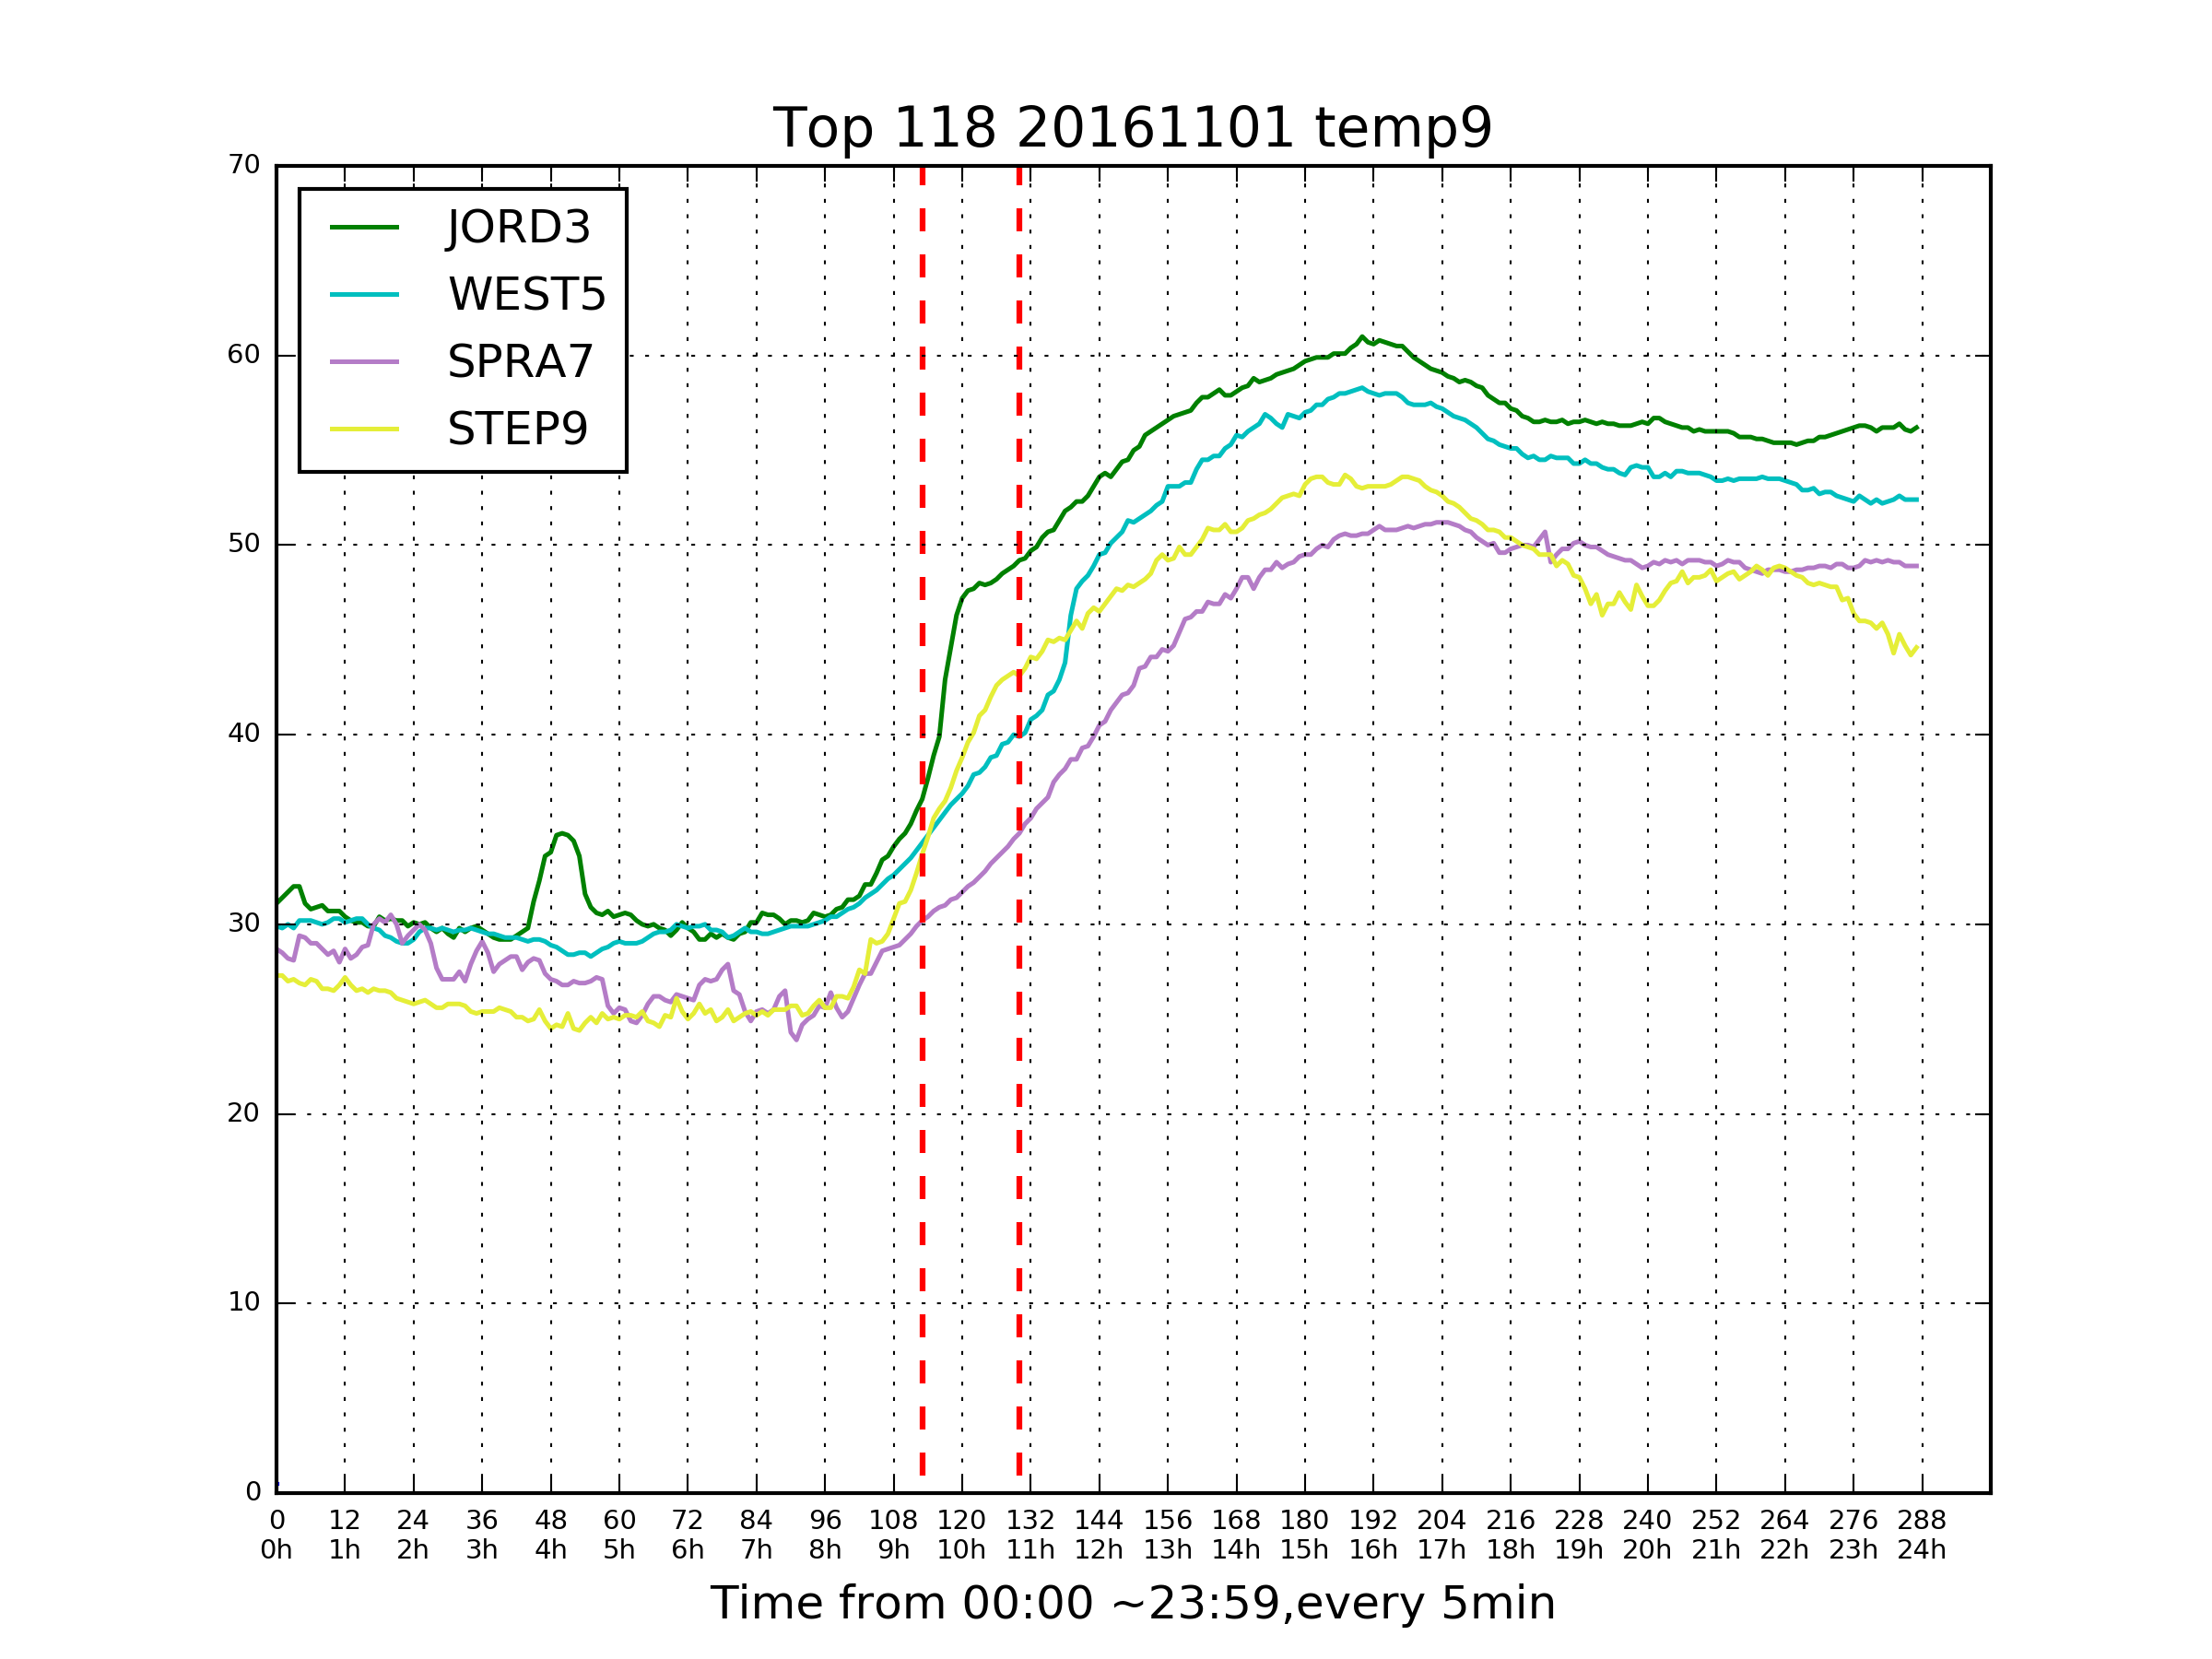 Top 118 20161101 temp9
70
60
50
40
30
20
10
0
JORD3
WEST5
SPRA7
STEP9
0 12 24 36 48 60 72 84 96 108 120 132 144 156 168 180 192 204 216 228 240 252 264 276 288
0h 1h 2h 3h 4h 5h 6h 7h 8h 9h 10h 11h 12h 13h 14h 15h 16h 17h 18h 19h 20h 21h 22h 23h 24h
Time from 00:00 ~23:59,every 5min